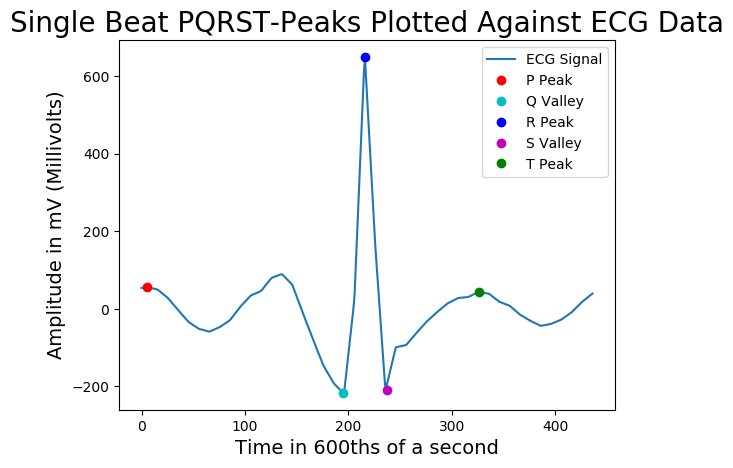 Single Beat PQRST-Peaks Plotted Against ECG Data
ECG Signal
P Peak
Q Valley
R Peak
S Valley
T Peak
Amplitude in mV (Millivolts)
600
400
200
0
−200
0 100 200 300 400
Time in 600ths of a second